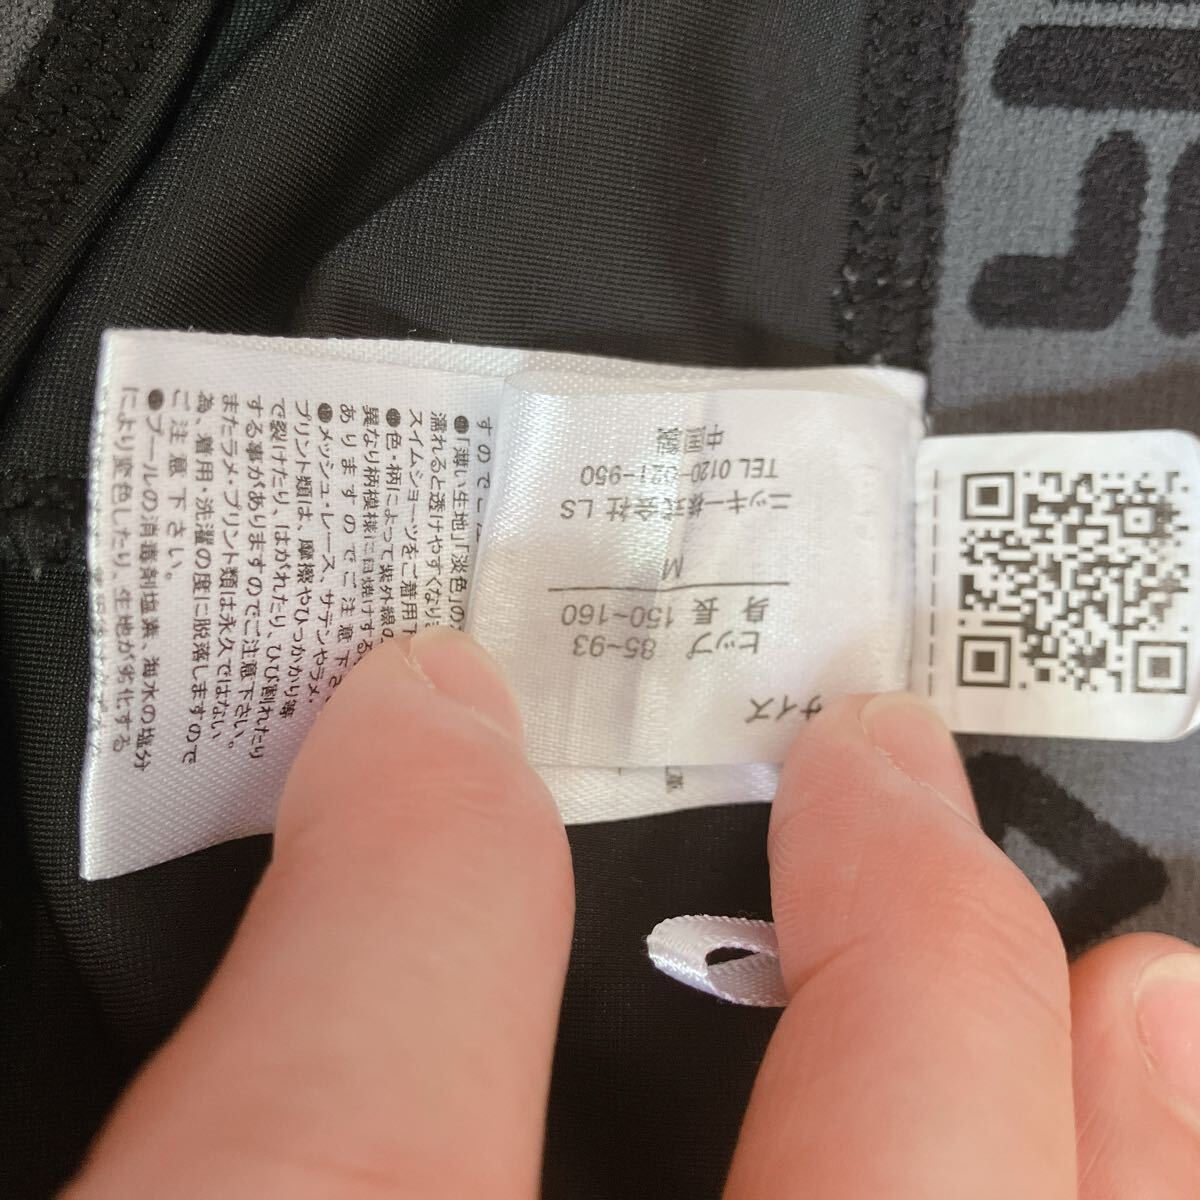 サイズ
ヒップ 85~93
身長 150~160
M
ニッキー株式会社 LS
TEL 0120-
中国製
すのでご
●「薄い生地」「淡色」の
濡れると透けやすくなり
スイムショーツをご着用下
●色・柄によって紫外線の
異なり柄模様に日焼けする
ありますのでご注意下さ
●メッシュ・レース、サテンやラメ・
プリント類は、摩擦やひっかかり等
で裂けたり、はがれたり、ひび割れたり
する事がありますのでご注意下さい。
またラメ・プリント類は永久ではない
為、着用・洗濯の度に脱落しますので
ご注意下さい。
●プールの消毒剤塩素、海水の塩分
により変色したり、生地が劣化する